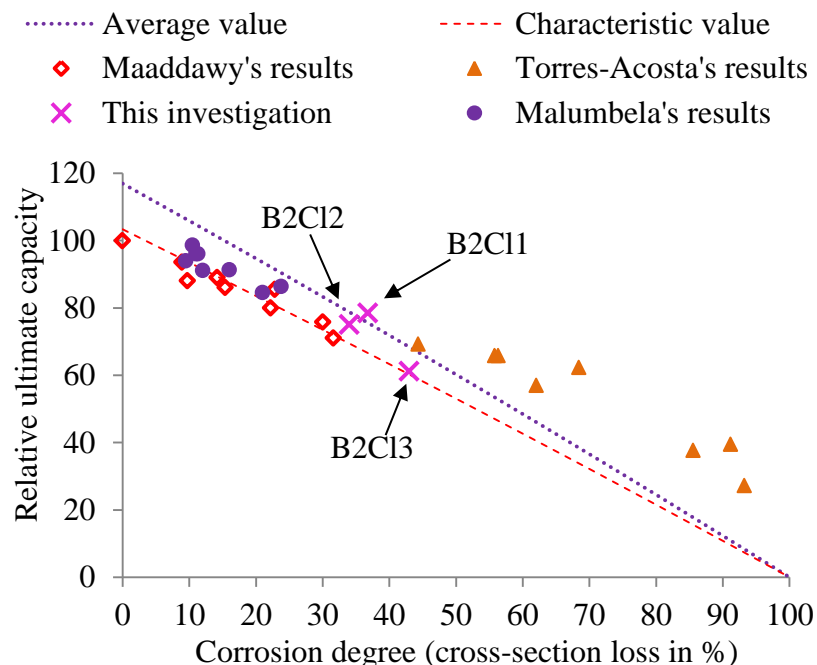 Average value
Characteristic value
Maaddawy's results
Torres-Acosta's results
This investigation
Malumbela's results
120
100
80
60
40
20
0
Relative ultimate capacity
B2Cl2
B2Cl1
B2Cl3
0 10 20 30 40 50 60 70 80 90 100
Corrosion degree (cross-section loss in %)